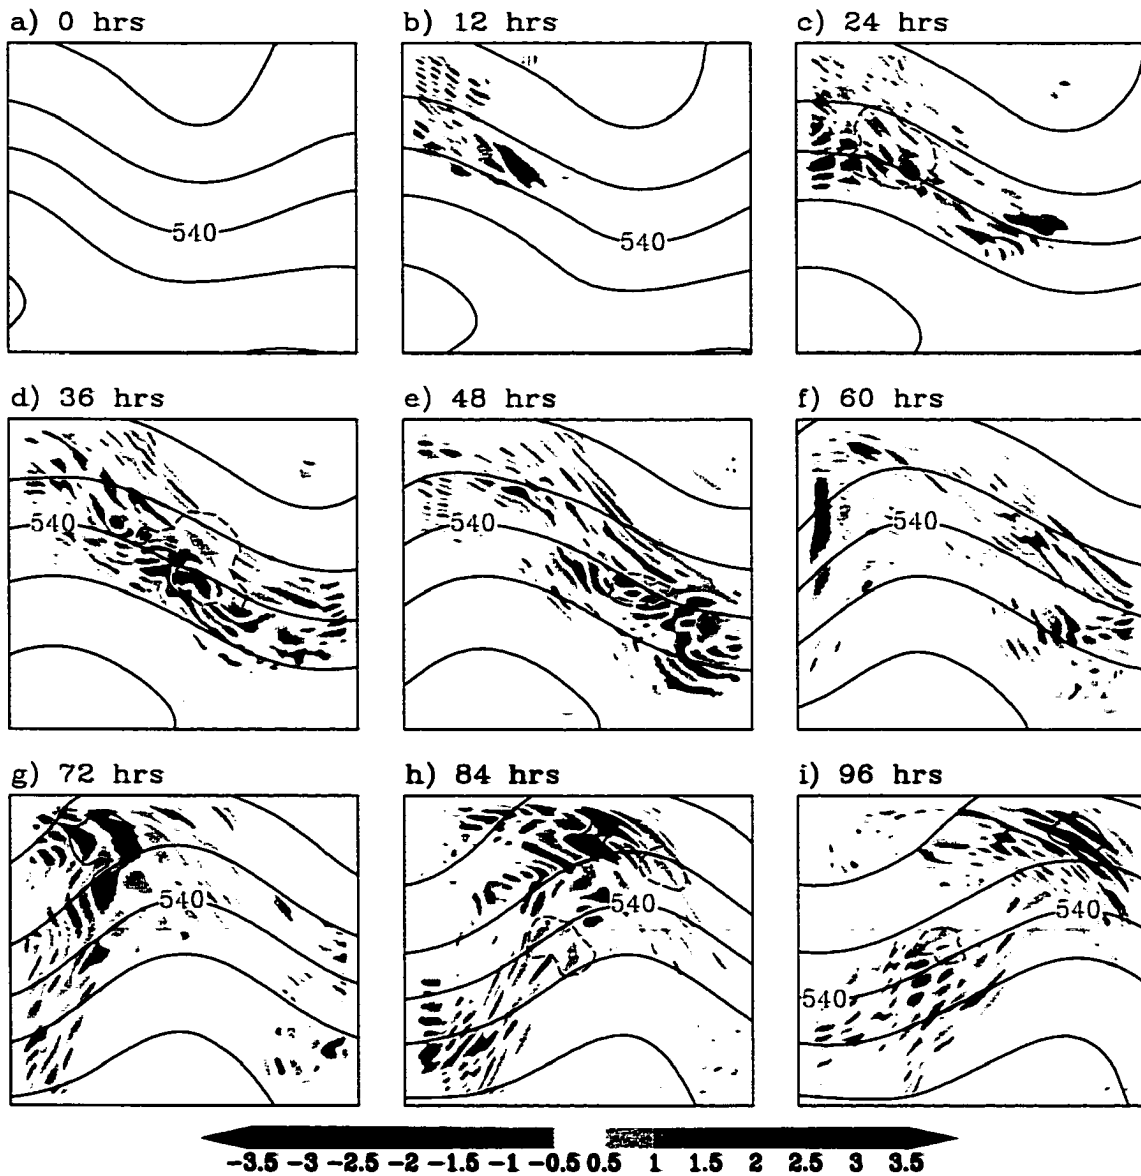 a) 0 hrs
b) 12 hrs
c) 24 hrs
540
540
d) 36 hrs
e) 48 hrs
f) 60 hrs
540
540
540
g) 72 hrs
h) 84 hrs
i) 96 hrs
540
540
540
540
-3.5 -3 -2.5 -2 -1.5 -1 -0.5 0.5 1 1.5 2 2.5 3 3.5